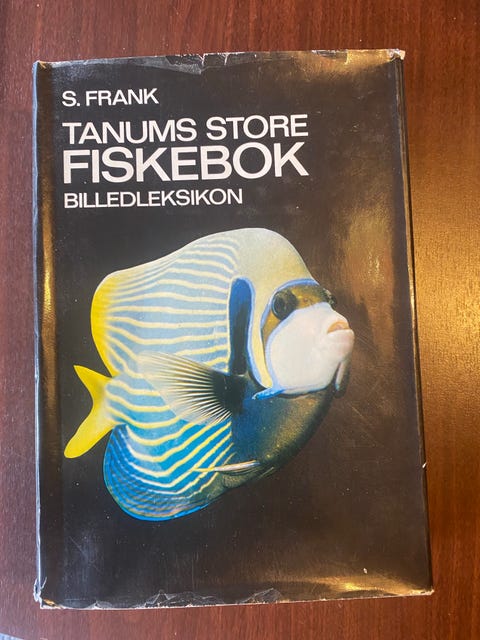 S. FRANK
TANUMS STORE
FISKEBOK
BILLEDLEKSIKON